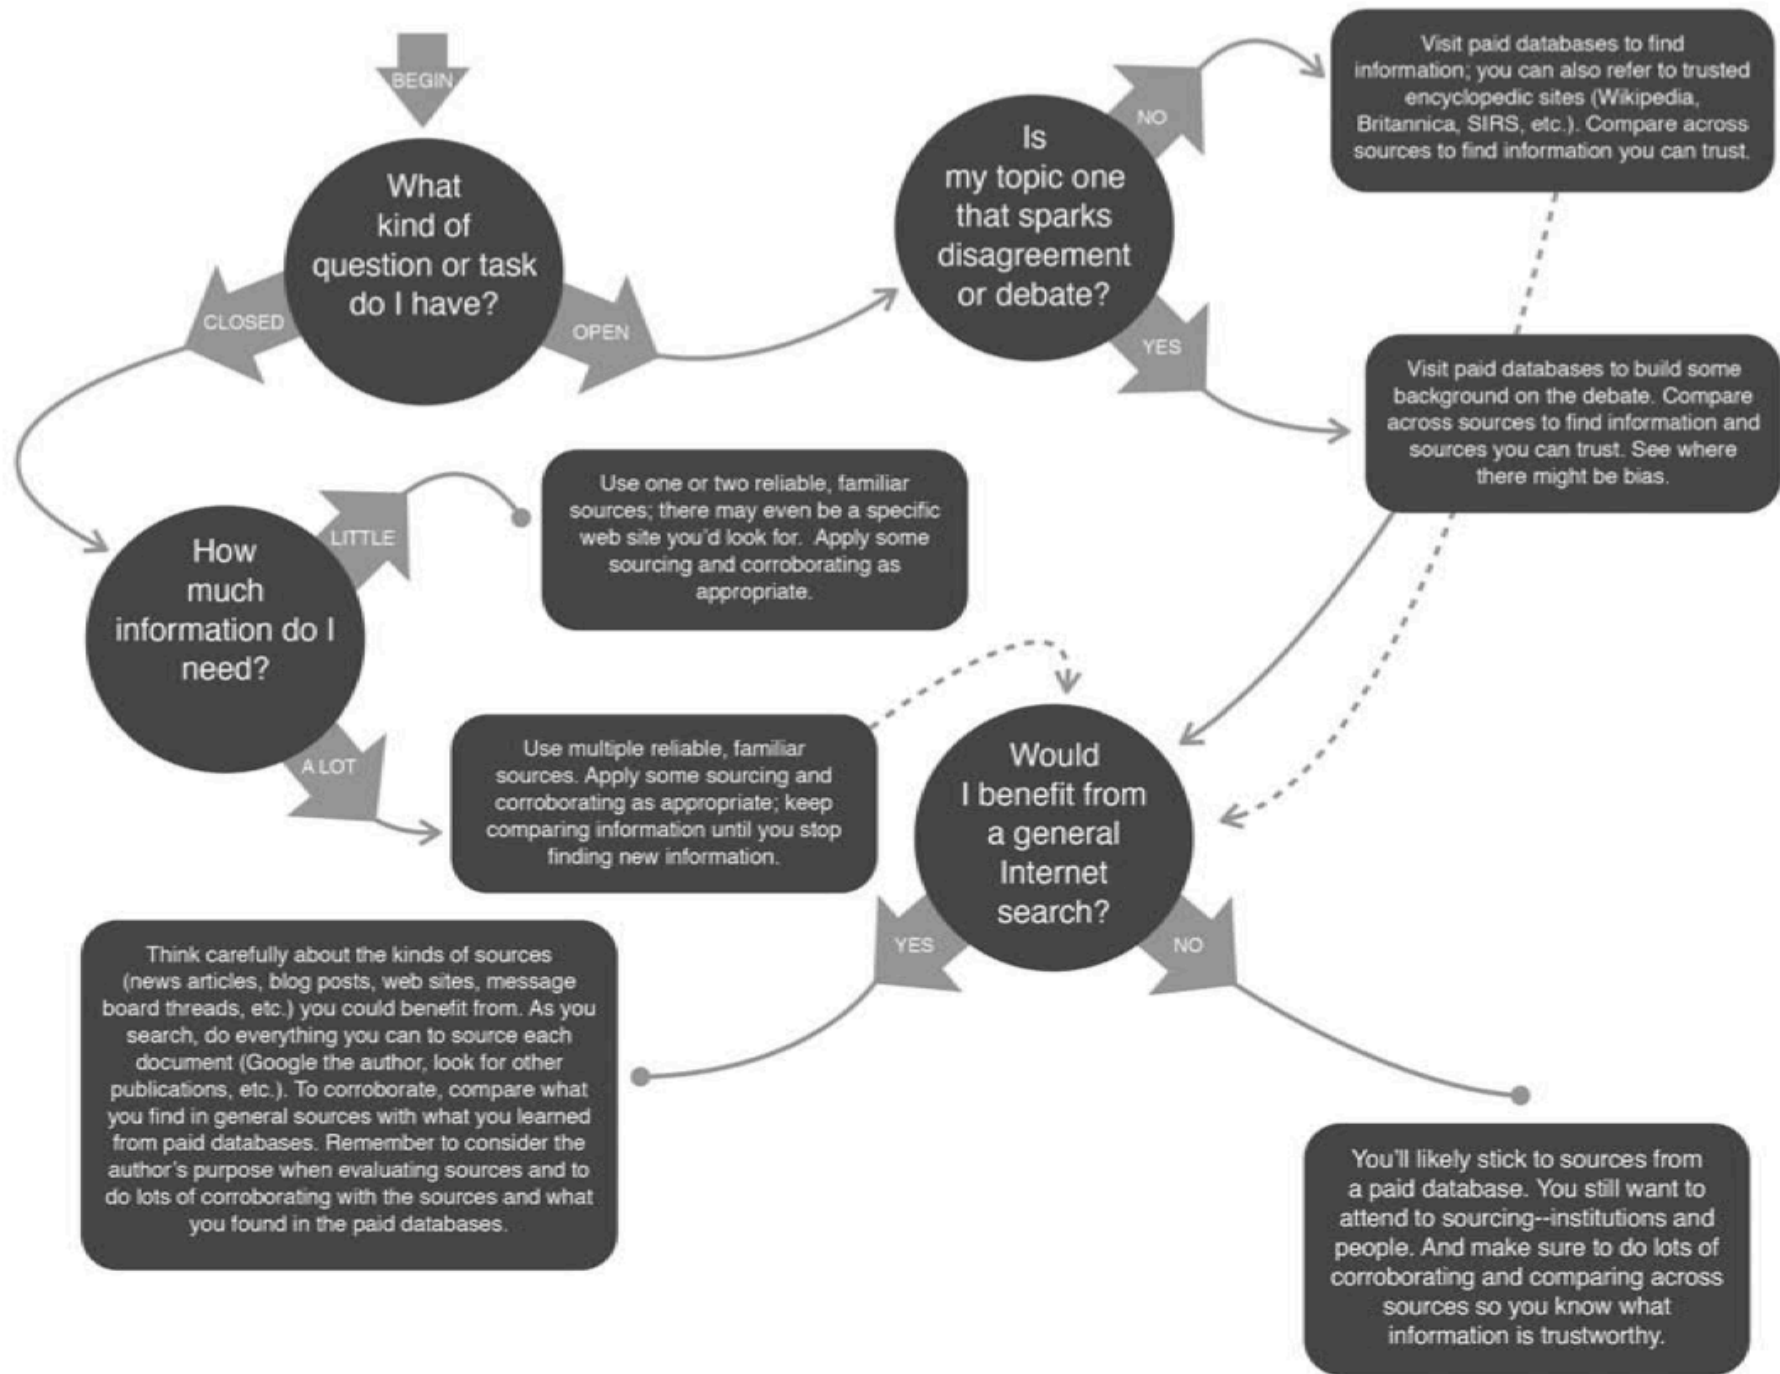 BEGIN
What
kind of
question or task
do I have?
CLOSED
OPEN
Is
my topic one
that sparks
disagreement
or debate?
NO
YES
Visit paid databases to find
information; you can also refer to trusted
encyclopedic sites (Wikipedia,
Britannica, SIRS, etc.). Compare across
sources to find information you can trust.
Visit paid databases to build some
background on the debate. Compare
across sources to find information and
sources you can trust. See where
there might be bias.
How
much
information do I
need?
LITTLE
A LOT
Use one or two reliable, familiar
sources; there may even be a specific
web site you'd look for. Apply some
sourcing and corroborating as
appropriate.
Use multiple reliable, familiar
sources. Apply some sourcing and
corroborating as appropriate; keep
comparing information until you stop
finding new information.
Would
I benefit from
a general
Internet
search?
YES
NO
Think carefully about the kinds of sources
(news articles, blog posts, web sites, message
board threads, etc.) you could benefit from. As you
search, do everything you can to source each
document (Google the author, look for other
publications, etc.). To corroborate, compare what
you find in general sources with what you learned
from paid databases. Remember to consider the
author's purpose when evaluating sources and to
do lots of corroborating with the sources and what
you found in the paid databases.
You'll likely stick to sources from
a paid database. You still want to
attend to sourcing--institutions and
people. And make sure to do lots of
corroborating and comparing across
sources so you know what
information is trustworthy.